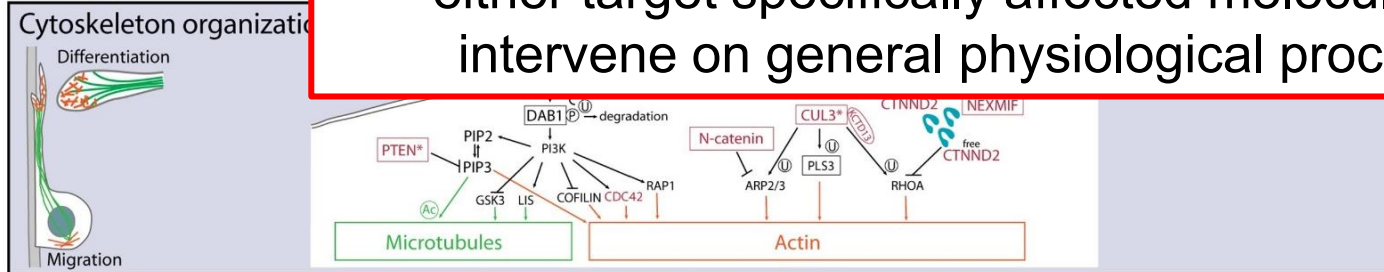 either target specifically affected molecul
intervene on general physiological proc
Cytoskeleton organizatio
Differentiation
Migration
DAB1 P U degradation
CTNND2 NEXMIF
CUL3* KCTD13
N-catenin
PTEN*
PIP2
PI3K
PIP3
U PLS3 U U
free
CTNND2
GSK3 LIS COFILIN CDC42 RAP1 ARP2/3 RHOA
Ac
Microtubules
Actin